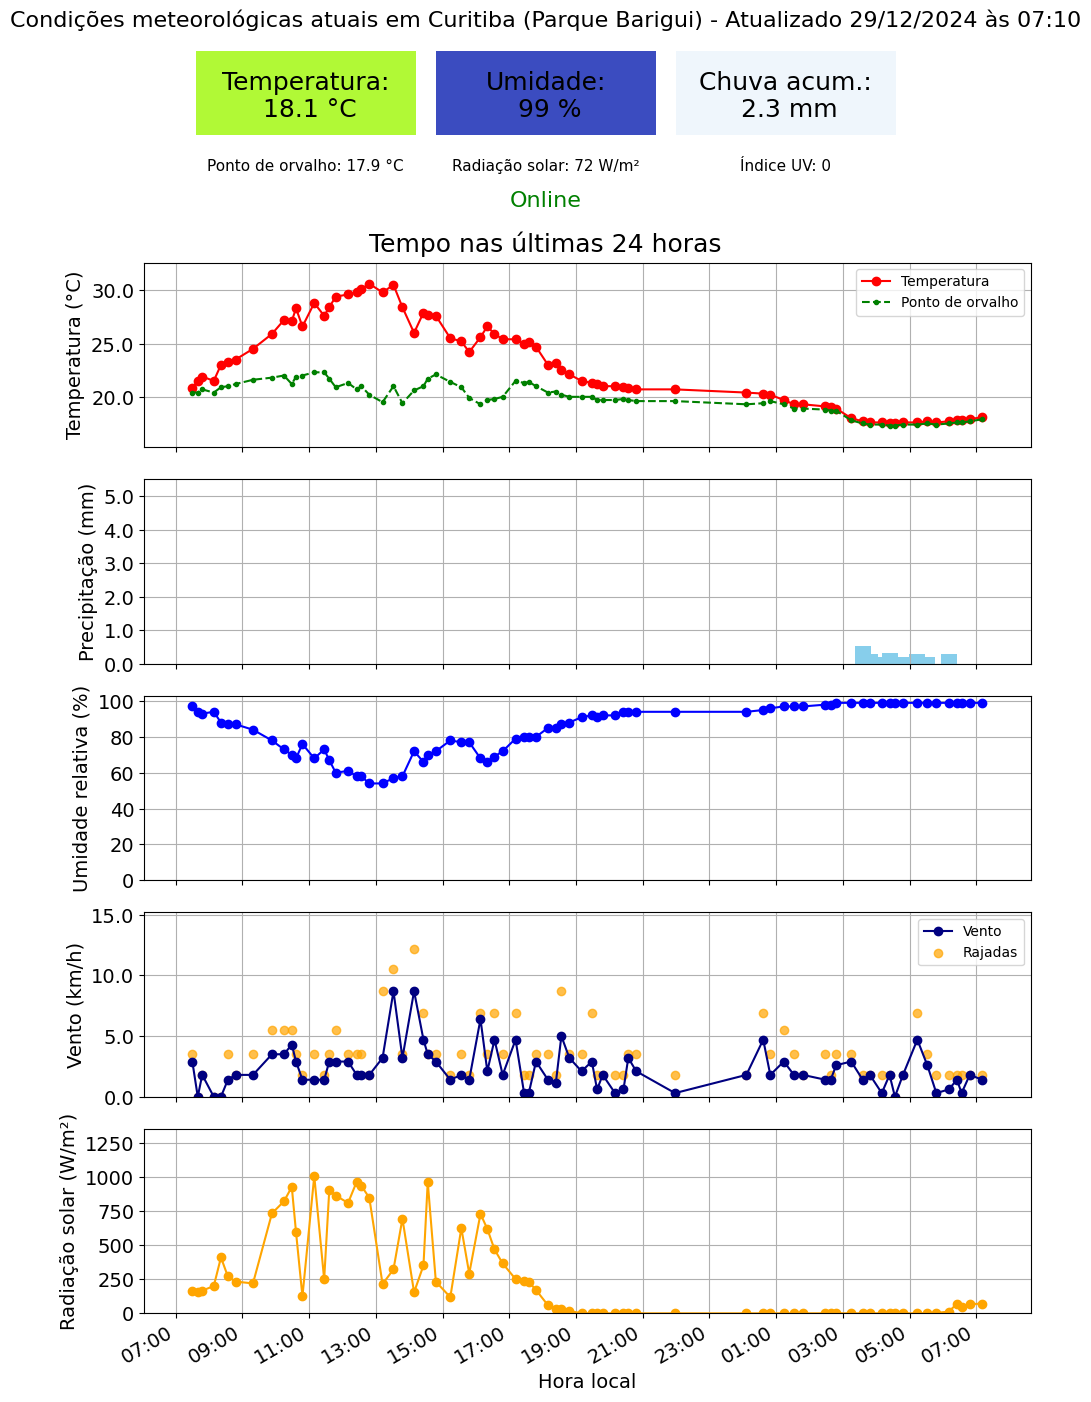 Condições meteorológicas atuais em Curitiba (Parque Barigui) - Atualizado 29/12/2024 às 07:10
Temperatura:
18.1 °C
Umidade:
99 %
Chuva acum.:
2.3 mm
Ponto de orvalho: 17.9 °C
Radiação solar: 72 W/m²
Índice UV: 0
Online
Tempo nas últimas 24 horas
Temperatura (°C)
30.0
25.0
20.0
Temperatura
Ponto de orvalho
Precipitação (mm)
5.0
4.0
3.0
2.0
1.0
0.0
Umidade relativa (%)
100
80
60
40
20
0
Vento (km/h)
15.0
10.0
5.0
0.0
Vento
Rajadas
Radiação solar (W/m²)
1250
1000
750
500
250
0
07:00
09:00
11:00
13:00
15:00
17:00
19:00
21:00
23:00
01:00
03:00
05:00
07:00
Hora local